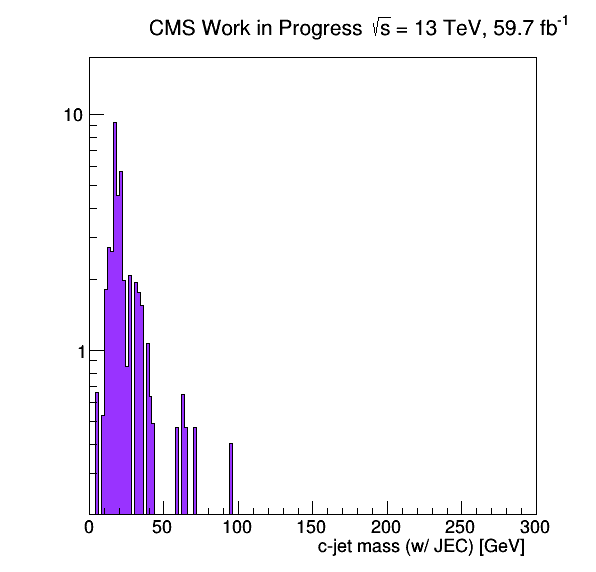 CMS Work in Progress √s = 13 TeV, 59.7 fb⁻¹
10
1
0 50 100 150 200 250 300
c-jet mass (w/ JEC) [GeV]